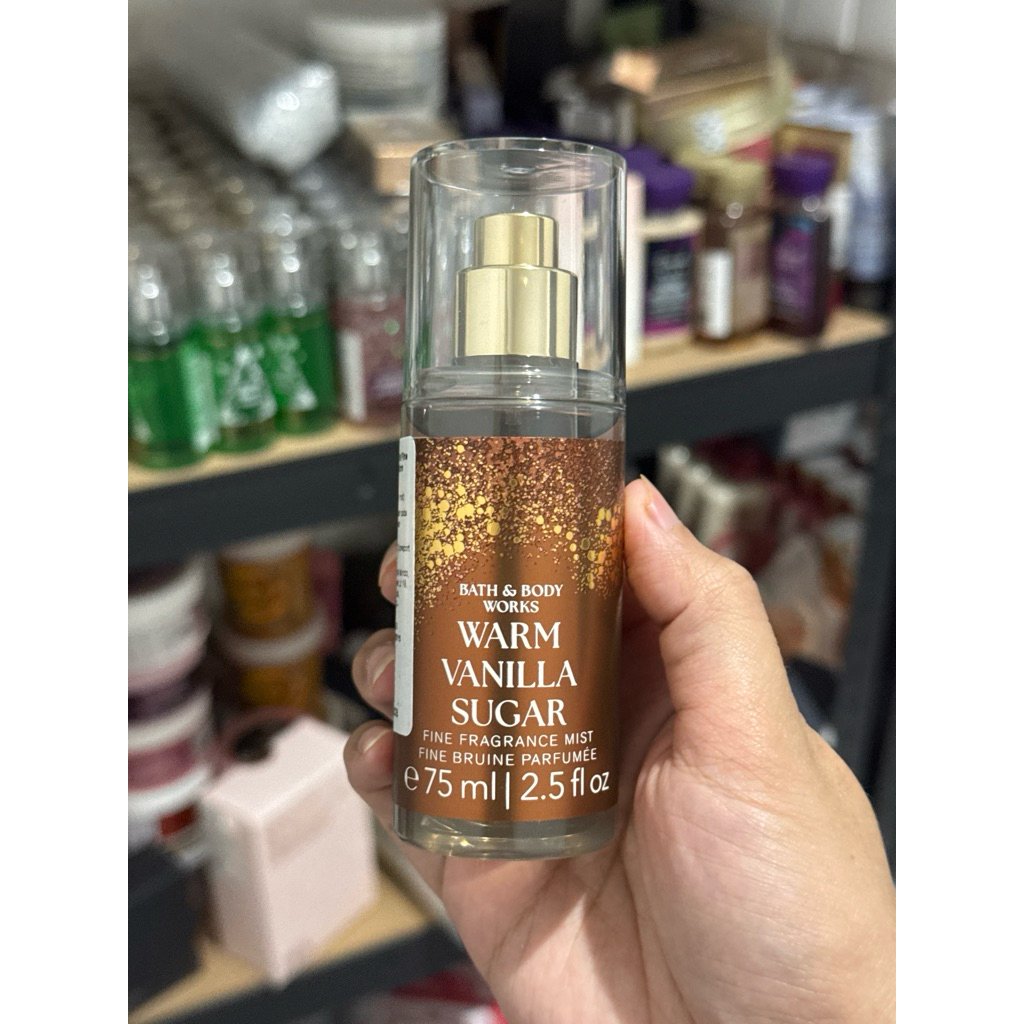 BATH & BODY
WORKS
WARM
VANILLA
SUGAR
FINE FRAGRANCE MIST
FINE BRUINE PARFUMÉE
℮ 75 ml | 2.5 fl oz